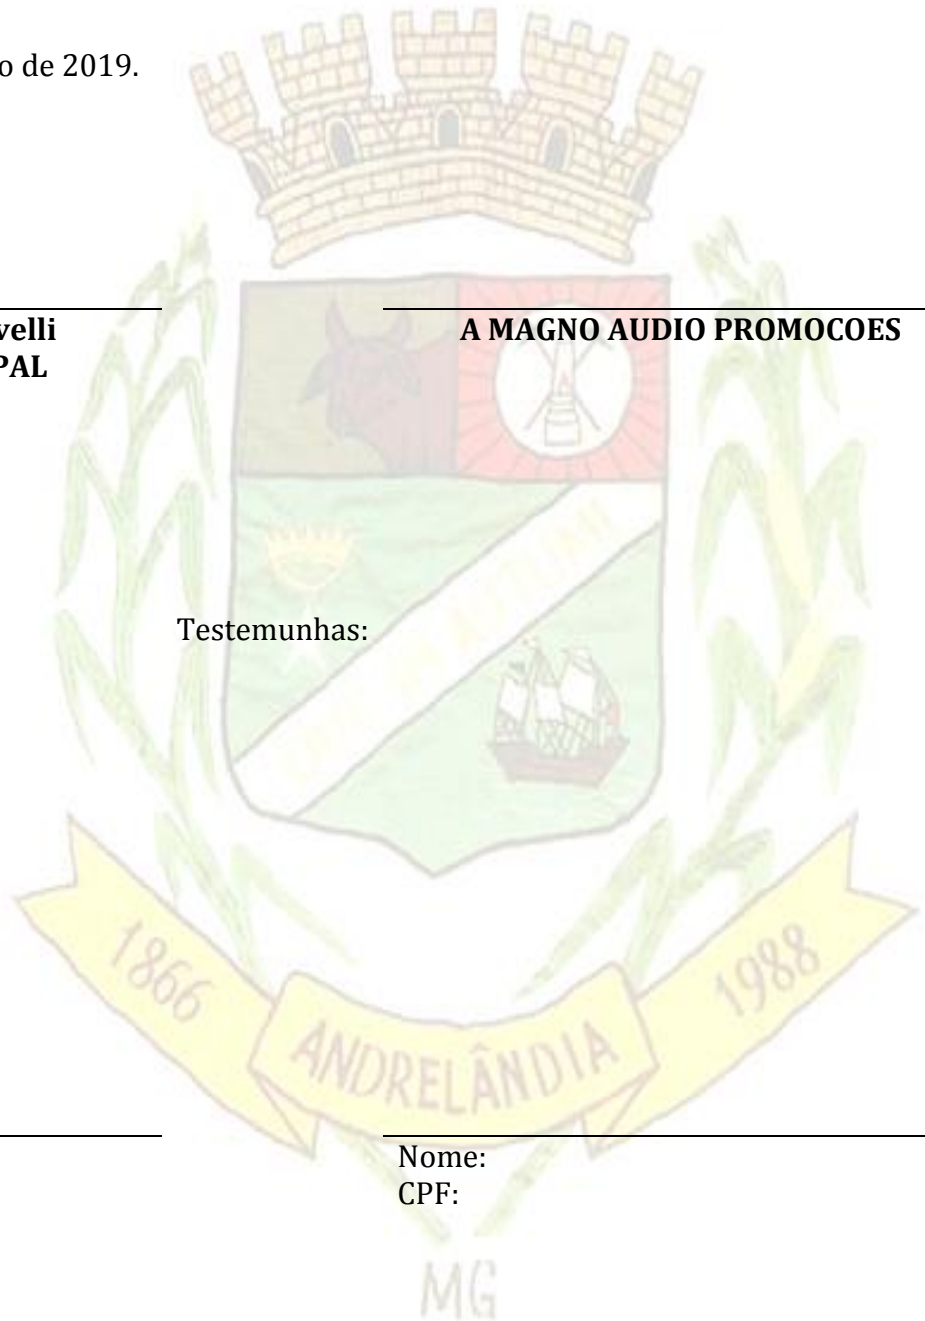 o de 2019.
velli
PAL
A MAGNO AUDIO PROMOCOES
Testemunhas:
1866
ANDRELÂNDIA
1988
Nome:
CPF:
MG